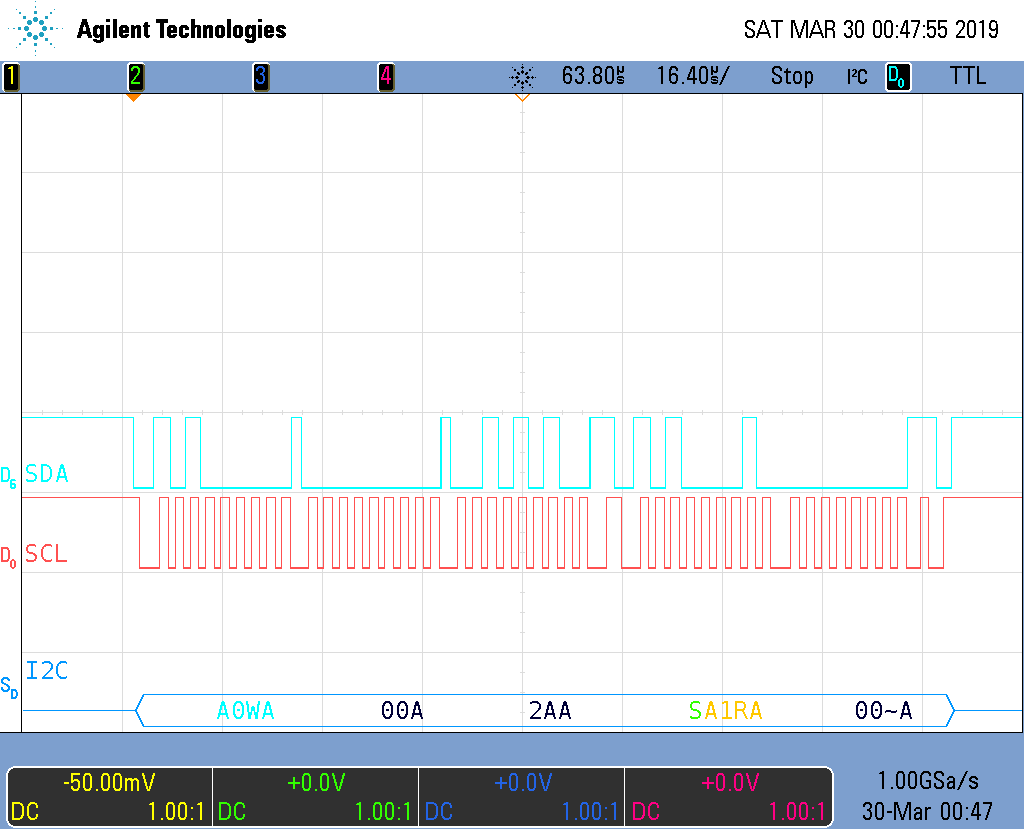 Agilent Technologies
SAT MAR 30 00:47:55 2019
1 2 3 4 63.80µs 16.40µs/ Stop I²C D0 TTL
D6 SDA
D0 SCL
I2C
SD
A0WA 00A 2AA SA1RA 00~A
-50.00mV +0.0V +0.0V +0.0V 1.00GSa/s
DC 1.00:1 DC 1.00:1 DC 1.00:1 DC 1.00:1 30-Mar 00:47